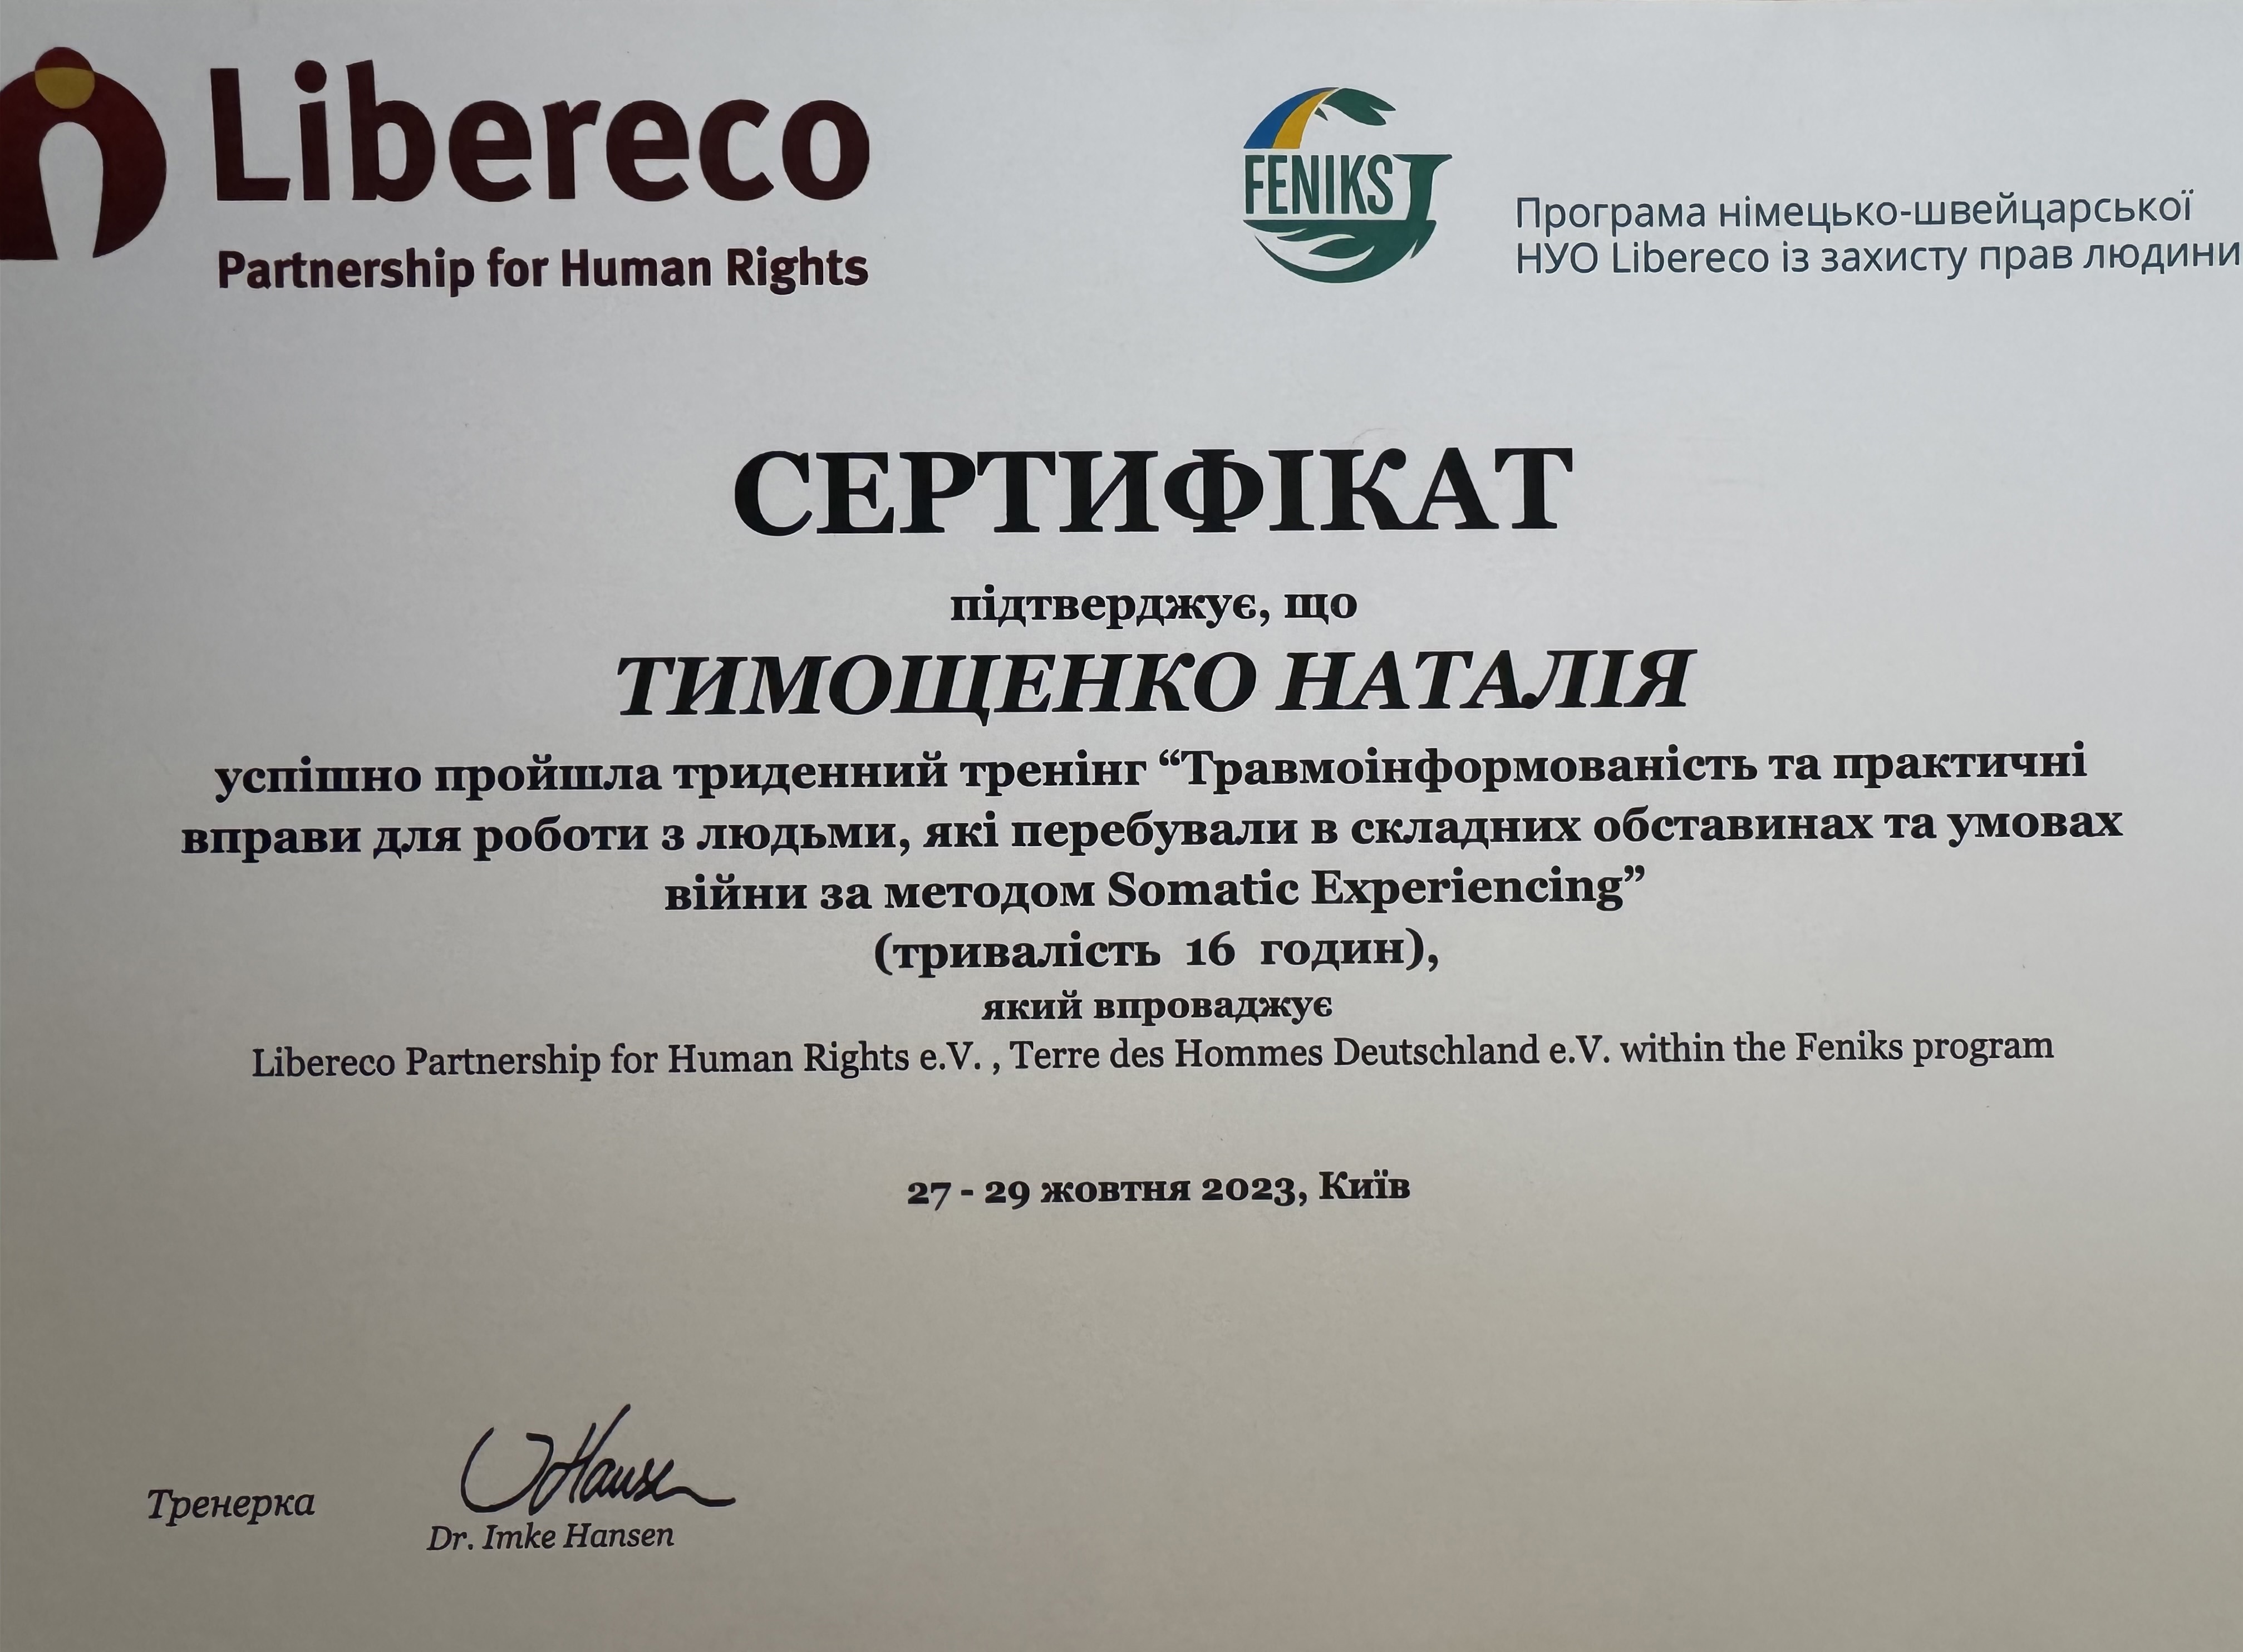 Libereco
Partnership for Human Rights
FENIKS
Програма німецько-швейцарської
НУО Libereco із захисту прав людини
СЕРТИФІКАТ
підтверджує, що
ТИМОЩЕНКО НАТАЛІЯ
успішно пройшла триденний тренінг “Травмоінформованість та практичні
вправи для роботи з людьми, які перебували в складних обставинах та умовах
війни за методом Somatic Experiencing”
(тривалість 16 годин),
який впроваджує
Libereco Partnership for Human Rights e.V. , Terre des Hommes Deutschland e.V. within the Feniks program
27 - 29 жовтня 2023, Київ
Тренерка
Dr. Imke Hansen